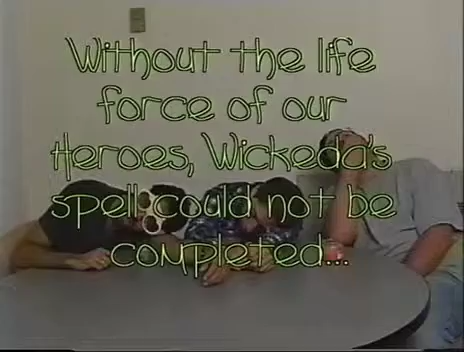 Without the life
force of our
Heroes, Wickeda's
spell could not be
completed...